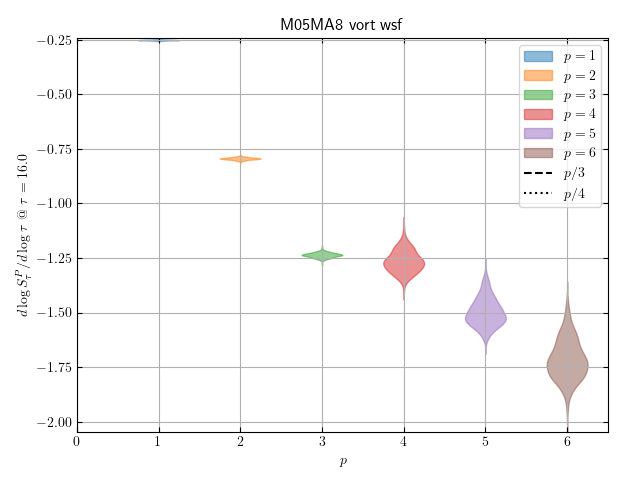 M05MA8 vort wsf
d log S_τ^p / d log τ @ τ = 16.0
−0.25
−0.50
−0.75
−1.00
−1.25
−1.50
−1.75
−2.00
0 1 2 3 4 5 6
p
p = 1
p = 2
p = 3
p = 4
p = 5
p = 6
p/3
p/4